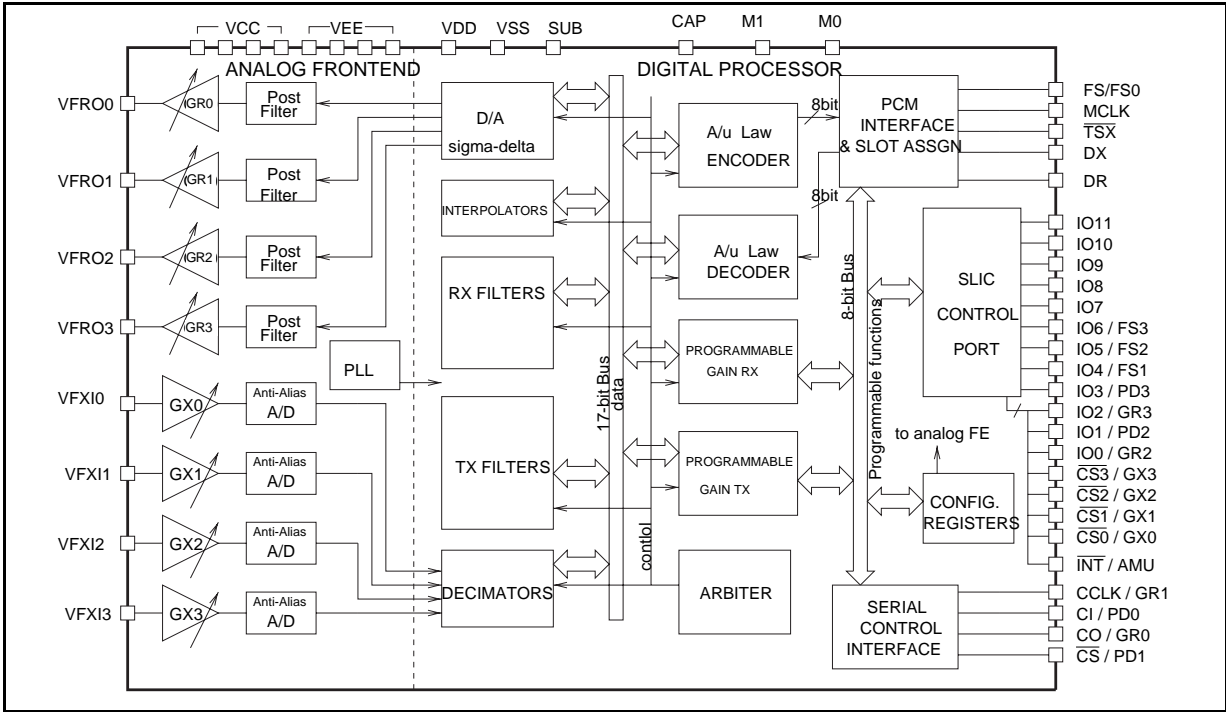 VCC VEE VDD VSS SUB CAP M1 M0
ANALOG FRONTEND DIGITAL PROCESSOR
VFRO0
VFRO1
VFRO2
VFRO3
VFXI0
VFXI1
VFXI2
VFXI3
GR0
GR1
GR2
GR3
GX0
GX1
GX2
GX3
Post
Filter
Post
Filter
Post
Filter
Post
Filter
PLL
Anti-Alias
A/D
Anti-Alias
A/D
Anti-Alias
A/D
Anti-Alias
A/D
D/A
sigma-delta
INTERPOLATORS
RX FILTERS
TX FILTERS
DECIMATORS
17-bit Bus
data
contlol
A/u Law
ENCODER
A/u Law
DECODER
PROGRAMMABLE
GAIN RX
PROGRAMMABLE
GAIN TX
ARBITER
8bit
8bit
PCM
INTERFACE
& SLOT ASSGN
8-bit Bus
Programmable functions
SLIC
CONTROL
PORT
to analog FE
CONFIG.
REGISTERS
SERIAL
CONTROL
INTERFACE
FS/FS0
MCLK
TSX
DX
DR
IO11
IO10
IO9
IO8
IO7
IO6 / FS3
IO5 / FS2
IO4 / FS1
IO3 / PD3
IO2 / GR3
IO1 / PD2
IO0 / GR2
CS3 / GX3
CS2 / GX2
CS1 / GX1
CS0 / GX0
INT / AMU
CCLK / GR1
CI / PD0
CO / GR0
CS / PD1